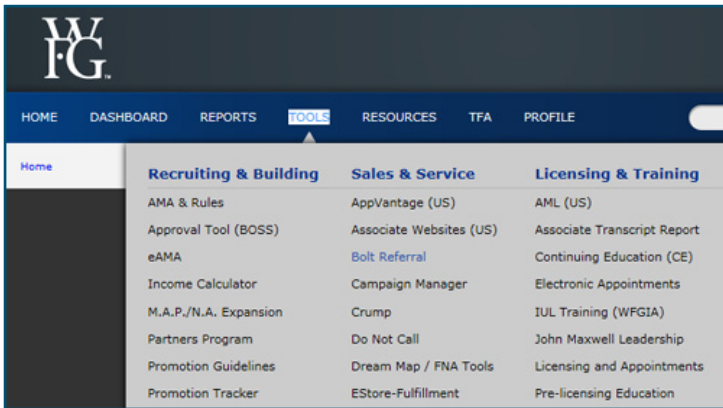 WFG
HOME DASHBOARD REPORTS TOOLS RESOURCES TFA PROFILE
Home
Recruiting & Building
AMA & Rules
Approval Tool (BOSS)
eAMA
Income Calculator
M.A.P./N.A. Expansion
Partners Program
Promotion Guidelines
Promotion Tracker
Sales & Service
AppVantage (US)
Associate Websites (US)
Bolt Referral
Campaign Manager
Crump
Do Not Call
Dream Map / FNA Tools
EStore-Fulfillment
Licensing & Training
AML (US)
Associate Transcript Report
Continuing Education (CE)
Electronic Appointments
IUL Training (WFGIA)
John Maxwell Leadership
Licensing and Appointments
Pre-licensing Education